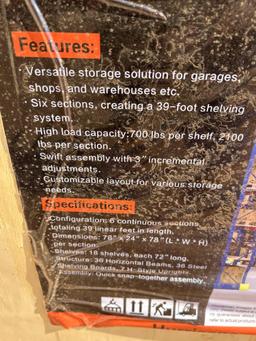 Features:
· Versatile storage solution for garages,
shops, and warehouses etc.
· Six sections, creating a 39-foot shelving
system.
· High load capacity:700 lbs per shelf, 2100
lbs per section.
· Swift assembly with 3" incremental
adjustments.
· Customizable layout for various storage
needs.
Specifications:
·Configuration: 6 continuous sections
totaling 39 linear feet in length.
·Dimensions: 78" × 24" x 78" (L * W * H)
per section.
·Shelves: 18 shelves, each 72" long.
·Structure: 36 Horizontal Beams, 36 Steel
Shelving Boards, 7 H-Style Uprights.
·Assembly: Quick snap-together assembly.